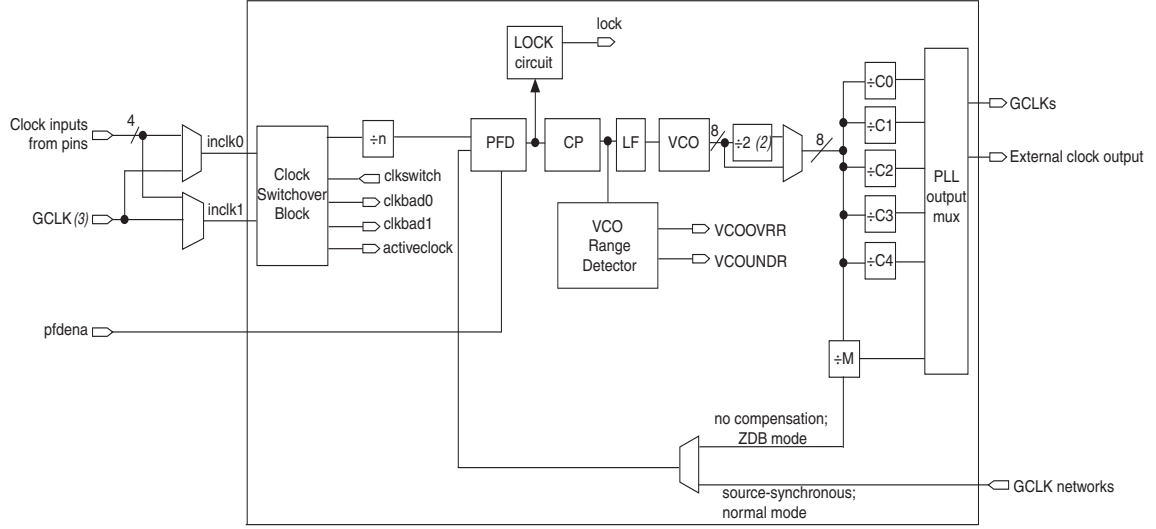 lock
LOCK
circuit
÷C0
GCLKs
4
Clock inputs
from pins
inclk0
÷n
PFD
CP
LF
VCO
8
÷2 (2)
8
÷C1
External clock output
Clock
Switchover
Block
clkswitch
÷C2
PLL
output
mux
clkbad0
GCLK (3)
inclk1
clkbad1
VCO
Range
Detector
VCOOVRR
÷C3
activeclock
VCOUNDR
÷C4
pfdena
÷M
no compensation;
ZDB mode
GCLK networks
source-synchronous;
normal mode